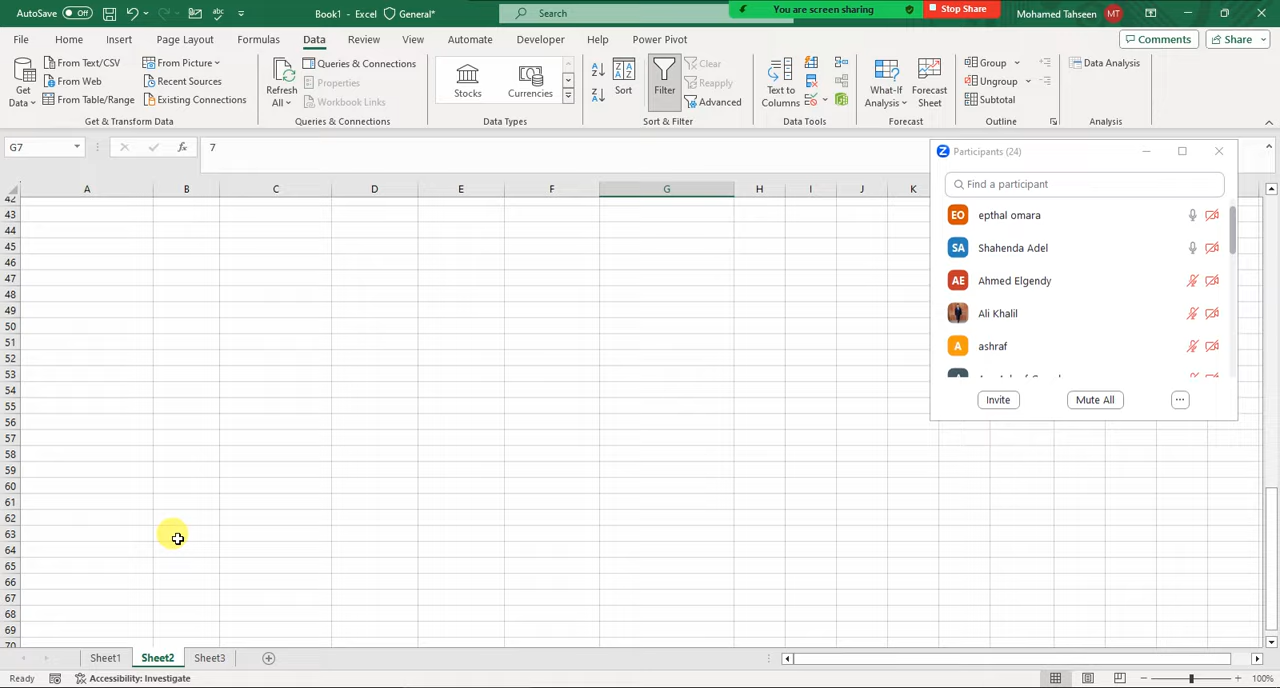 AutoSave Off Book1 - Excel General* Search You are screen sharing Stop Share Mohamed Tahseen MT
File Home Insert Page Layout Formulas Data Review View Automate Developer Help Power Pivot Comments Share
Get Data From Text/CSV From Picture Refresh All Queries & Connections Stocks Currencies Sort Filter Clear Text to Columns What-If Analysis Forecast Sheet Group Data Analysis
From Web Recent Sources Properties Reapply Ungroup
From Table/Range Existing Connections Workbook Links Advanced Subtotal
Get & Transform Data Queries & Connections Data Types Sort & Filter Data Tools Forecast Outline Analysis
G7 fx 7
A B C D E F G H I J K
42
43
44
45
46
47
48
49
50
51
52
53
54
55
56
57
58
59
60
61
62
63
64
65
66
67
68
69
70
Participants (24)
Find a participant
EO epthal omara
SA Shahenda Adel
AE Ahmed Elgendy
Ali Khalil
A ashraf
Invite Mute All ...
Sheet1 Sheet2 Sheet3
Ready Accessibility: Investigate 100%